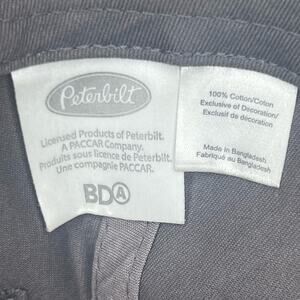 Peterbilt
Licensed Products of Peterbilt.
A PACCAR Company.
Produits sous licence de Peterbilt.
Une compagnie PACCAR.
BDA
100% Cotton/Coton
Exclusive of Decoration/
Exclusif de décoration
Made in Bangladesh
Fabriqué au Bangladesh